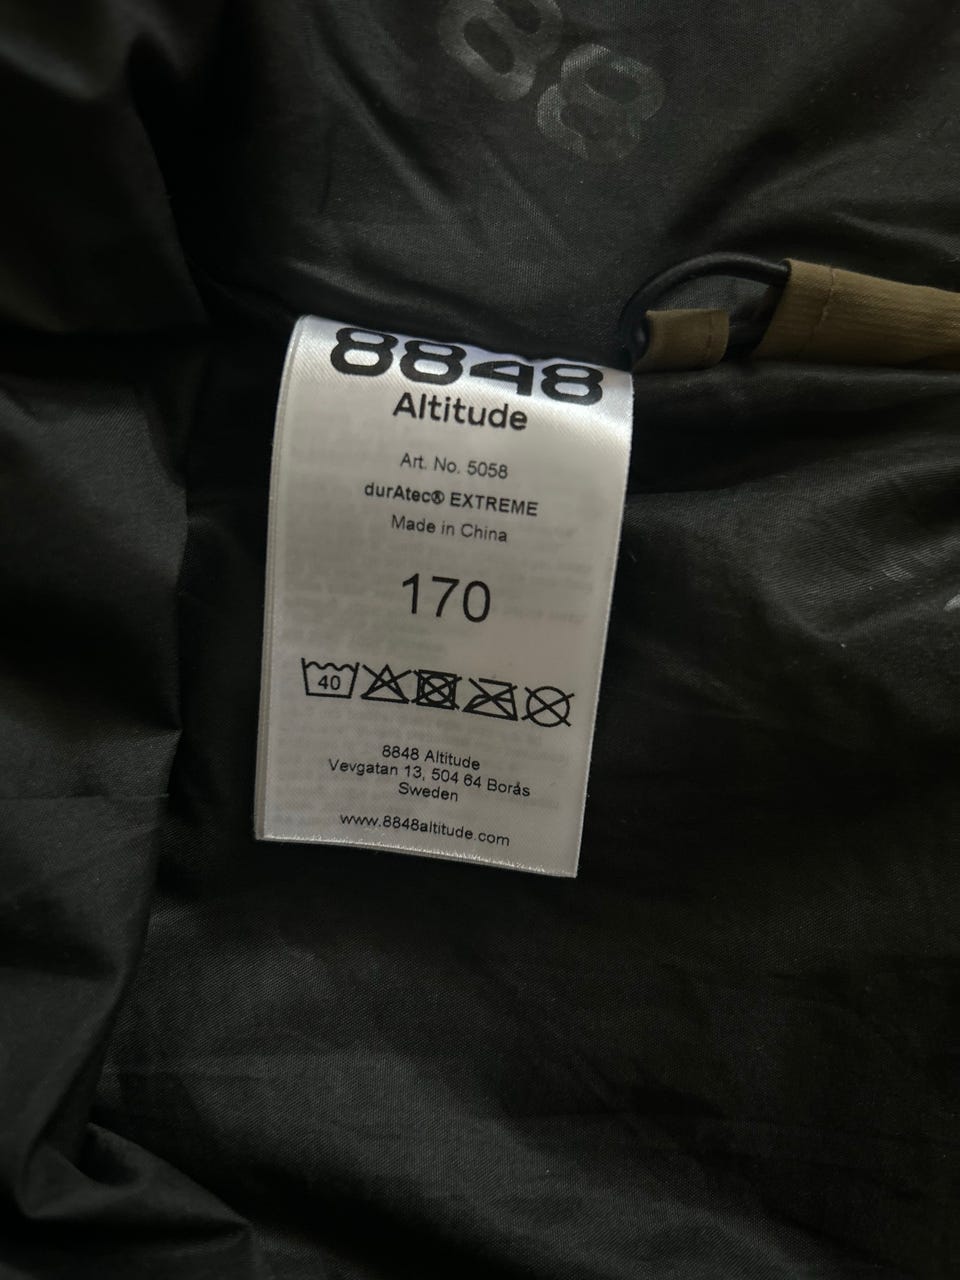 88
8848
Altitude
Art. No. 5058
durAtec® EXTREME
Made in China
170
40
8848 Altitude
Vevgatan 13, 504 64 Borås
Sweden
www.8848altitude.com